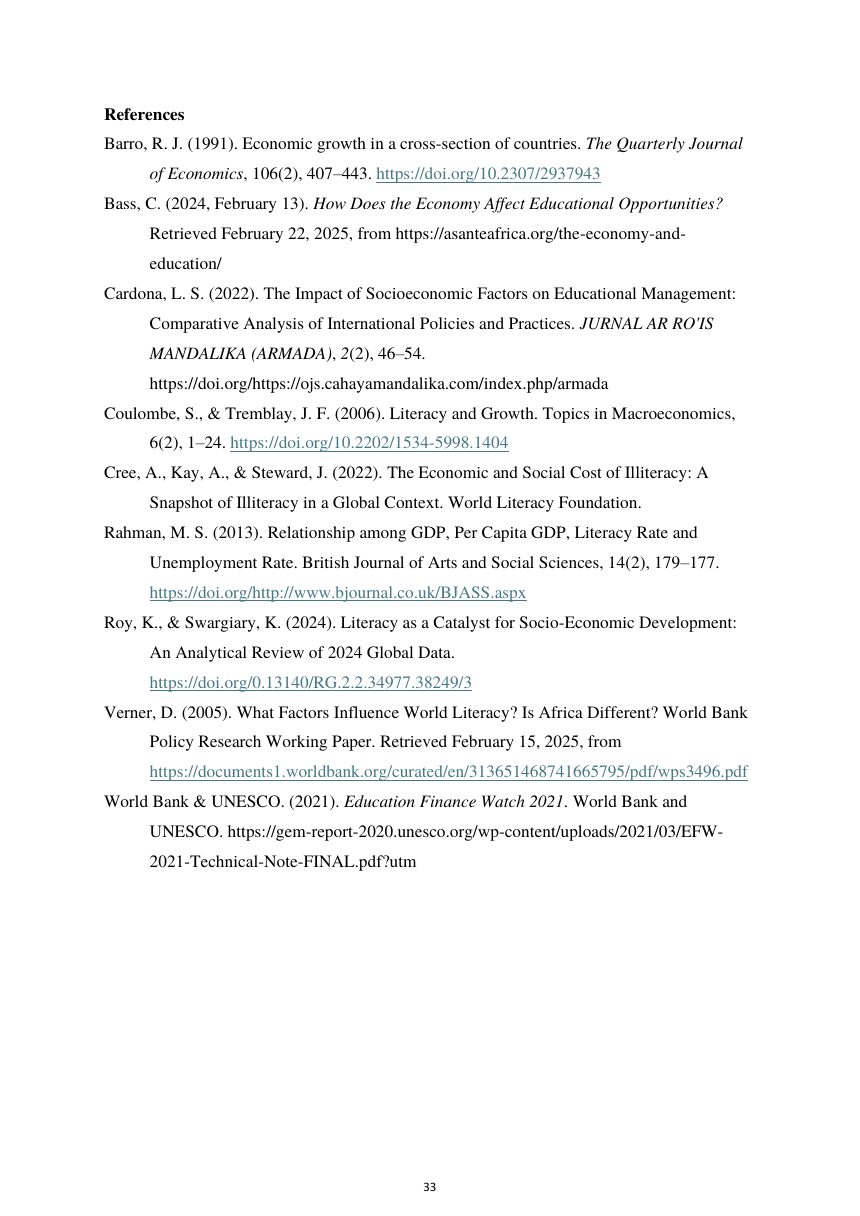 References
Barro, R. J. (1991). Economic growth in a cross-section of countries. The Quarterly Journal
of Economics, 106(2), 407–443. https://doi.org/10.2307/2937943
Bass, C. (2024, February 13). How Does the Economy Affect Educational Opportunities?
Retrieved February 22, 2025, from https://asanteafrica.org/the-economy-and-
education/
Cardona, L. S. (2022). The Impact of Socioeconomic Factors on Educational Management:
Comparative Analysis of International Policies and Practices. JURNAL AR RO'IS
MANDALIKA (ARMADA), 2(2), 46–54.
https://doi.org/https://ojs.cahayamandalika.com/index.php/armada
Coulombe, S., & Tremblay, J. F. (2006). Literacy and Growth. Topics in Macroeconomics,
6(2), 1–24. https://doi.org/10.2202/1534-5998.1404
Cree, A., Kay, A., & Steward, J. (2022). The Economic and Social Cost of Illiteracy: A
Snapshot of Illiteracy in a Global Context. World Literacy Foundation.
Rahman, M. S. (2013). Relationship among GDP, Per Capita GDP, Literacy Rate and
Unemployment Rate. British Journal of Arts and Social Sciences, 14(2), 179–177.
https://doi.org/http://www.bjournal.co.uk/BJASS.aspx
Roy, K., & Swargiary, K. (2024). Literacy as a Catalyst for Socio-Economic Development:
An Analytical Review of 2024 Global Data.
https://doi.org/0.13140/RG.2.2.34977.38249/3
Verner, D. (2005). What Factors Influence World Literacy? Is Africa Different? World Bank
Policy Research Working Paper. Retrieved February 15, 2025, from
https://documents1.worldbank.org/curated/en/313651468741665795/pdf/wps3496.pdf
World Bank & UNESCO. (2021). Education Finance Watch 2021. World Bank and
UNESCO. https://gem-report-2020.unesco.org/wp-content/uploads/2021/03/EFW-
2021-Technical-Note-FINAL.pdf?utm
33